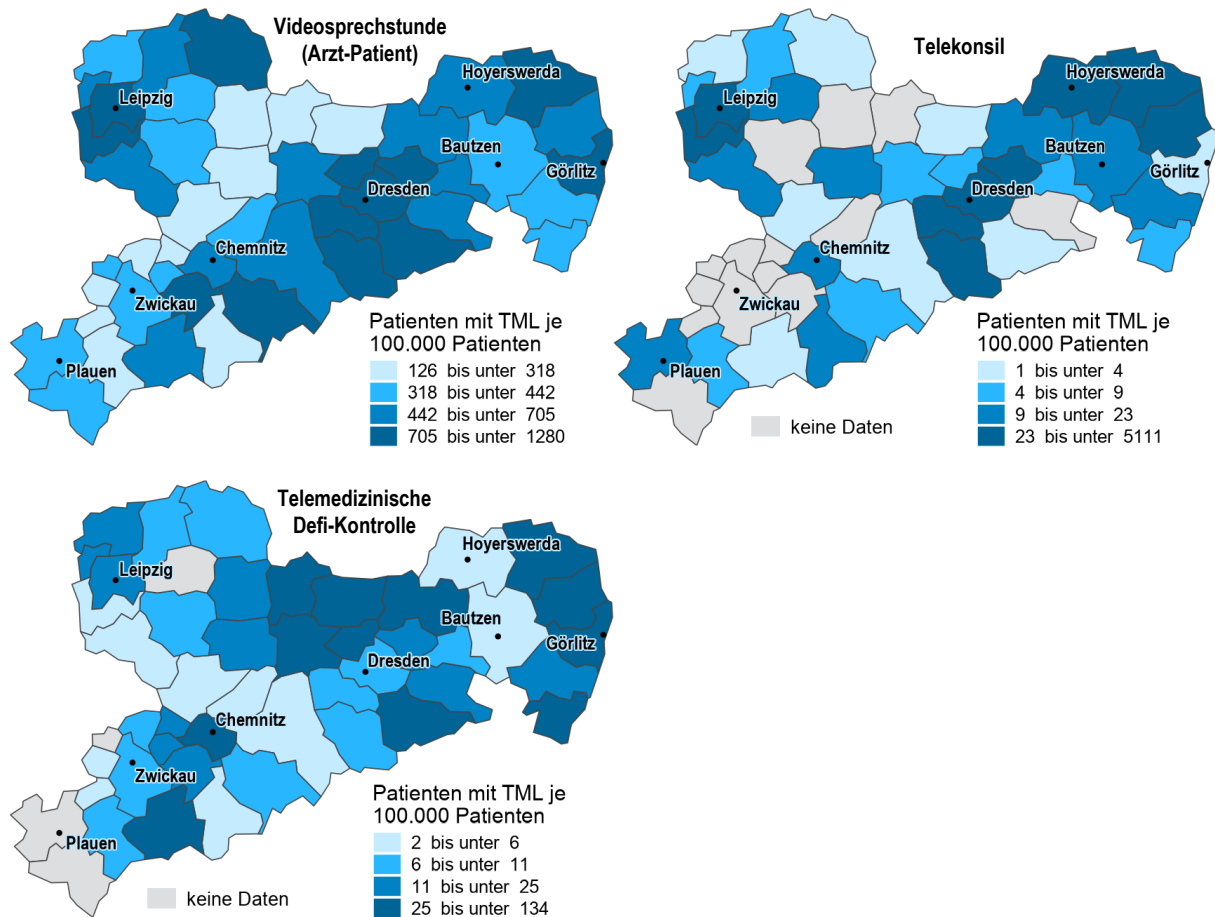 Videosprechstunde
(Arzt-Patient)
Hoyerswerda
Leipzig
Bautzen
Görlitz
Dresden
Chemnitz
Zwickau
Plauen
Patienten mit TML je
100.000 Patienten
126 bis unter 318
318 bis unter 442
442 bis unter 705
705 bis unter 1280
Telekonsil
Hoyerswerda
Leipzig
Bautzen
Görlitz
Dresden
Chemnitz
Zwickau
Plauen
keine Daten
Patienten mit TML je
100.000 Patienten
1 bis unter 4
4 bis unter 9
9 bis unter 23
23 bis unter 5111
Telemedizinische
Defi-Kontrolle
Hoyerswerda
Leipzig
Bautzen
Görlitz
Dresden
Chemnitz
Zwickau
Plauen
keine Daten
Patienten mit TML je
100.000 Patienten
2 bis unter 6
6 bis unter 11
11 bis unter 25
25 bis unter 134